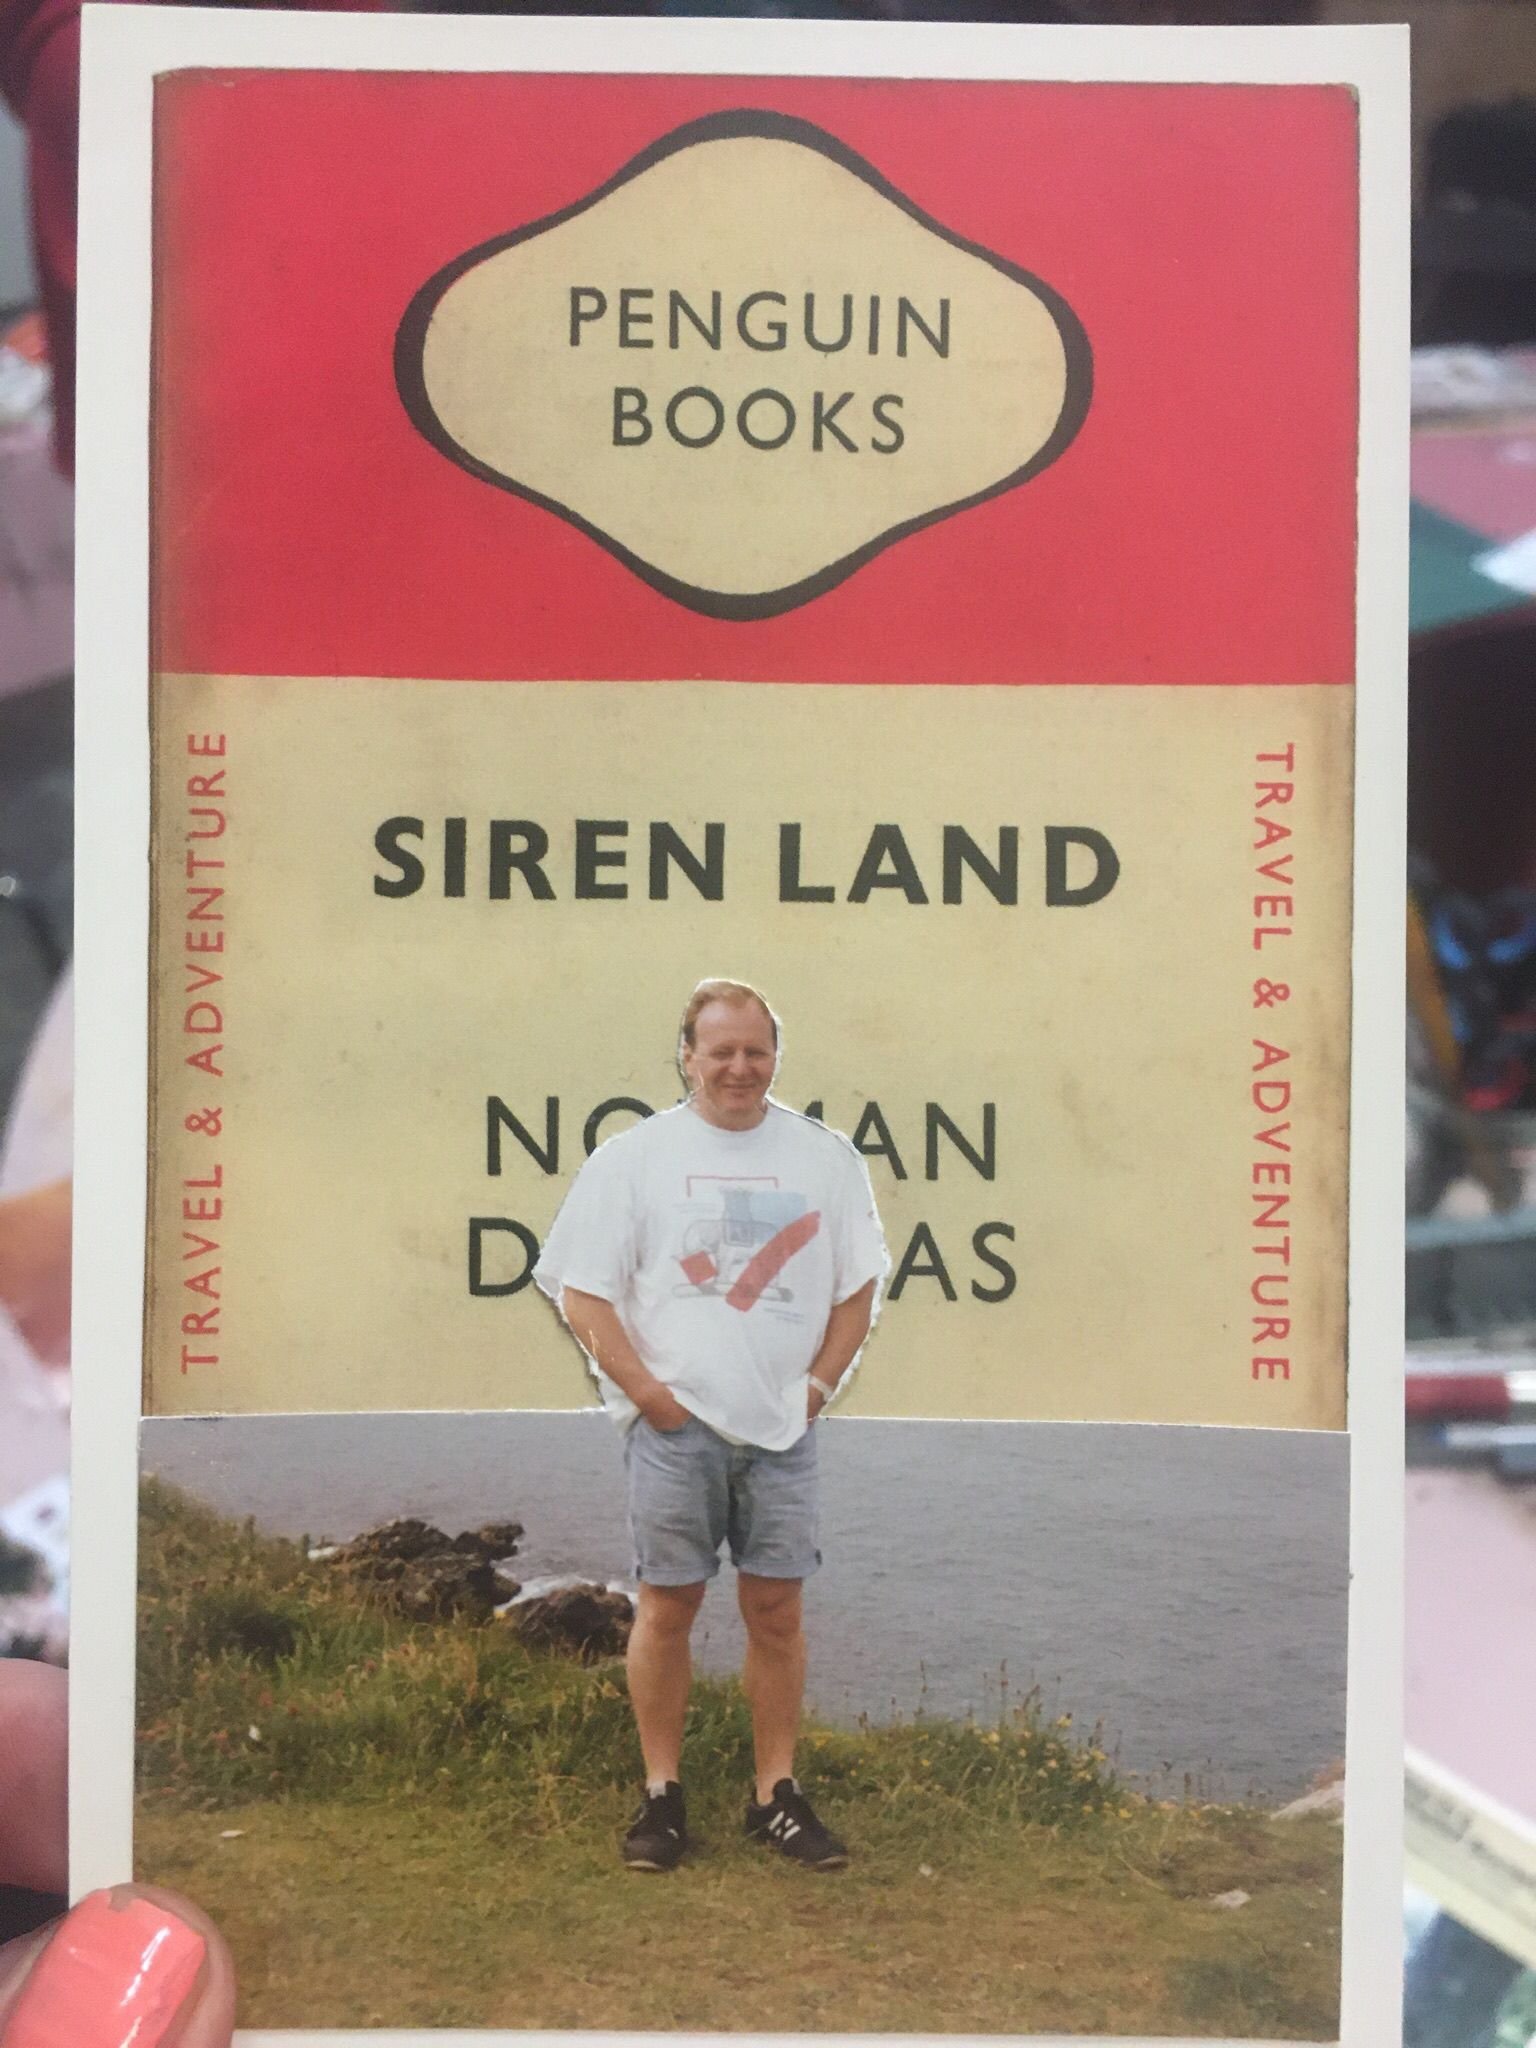 PENGUIN
BOOKS
TRAVEL & ADVENTURE
SIREN LAND
TRAVEL & ADVENTURE
NO MAN
D AS